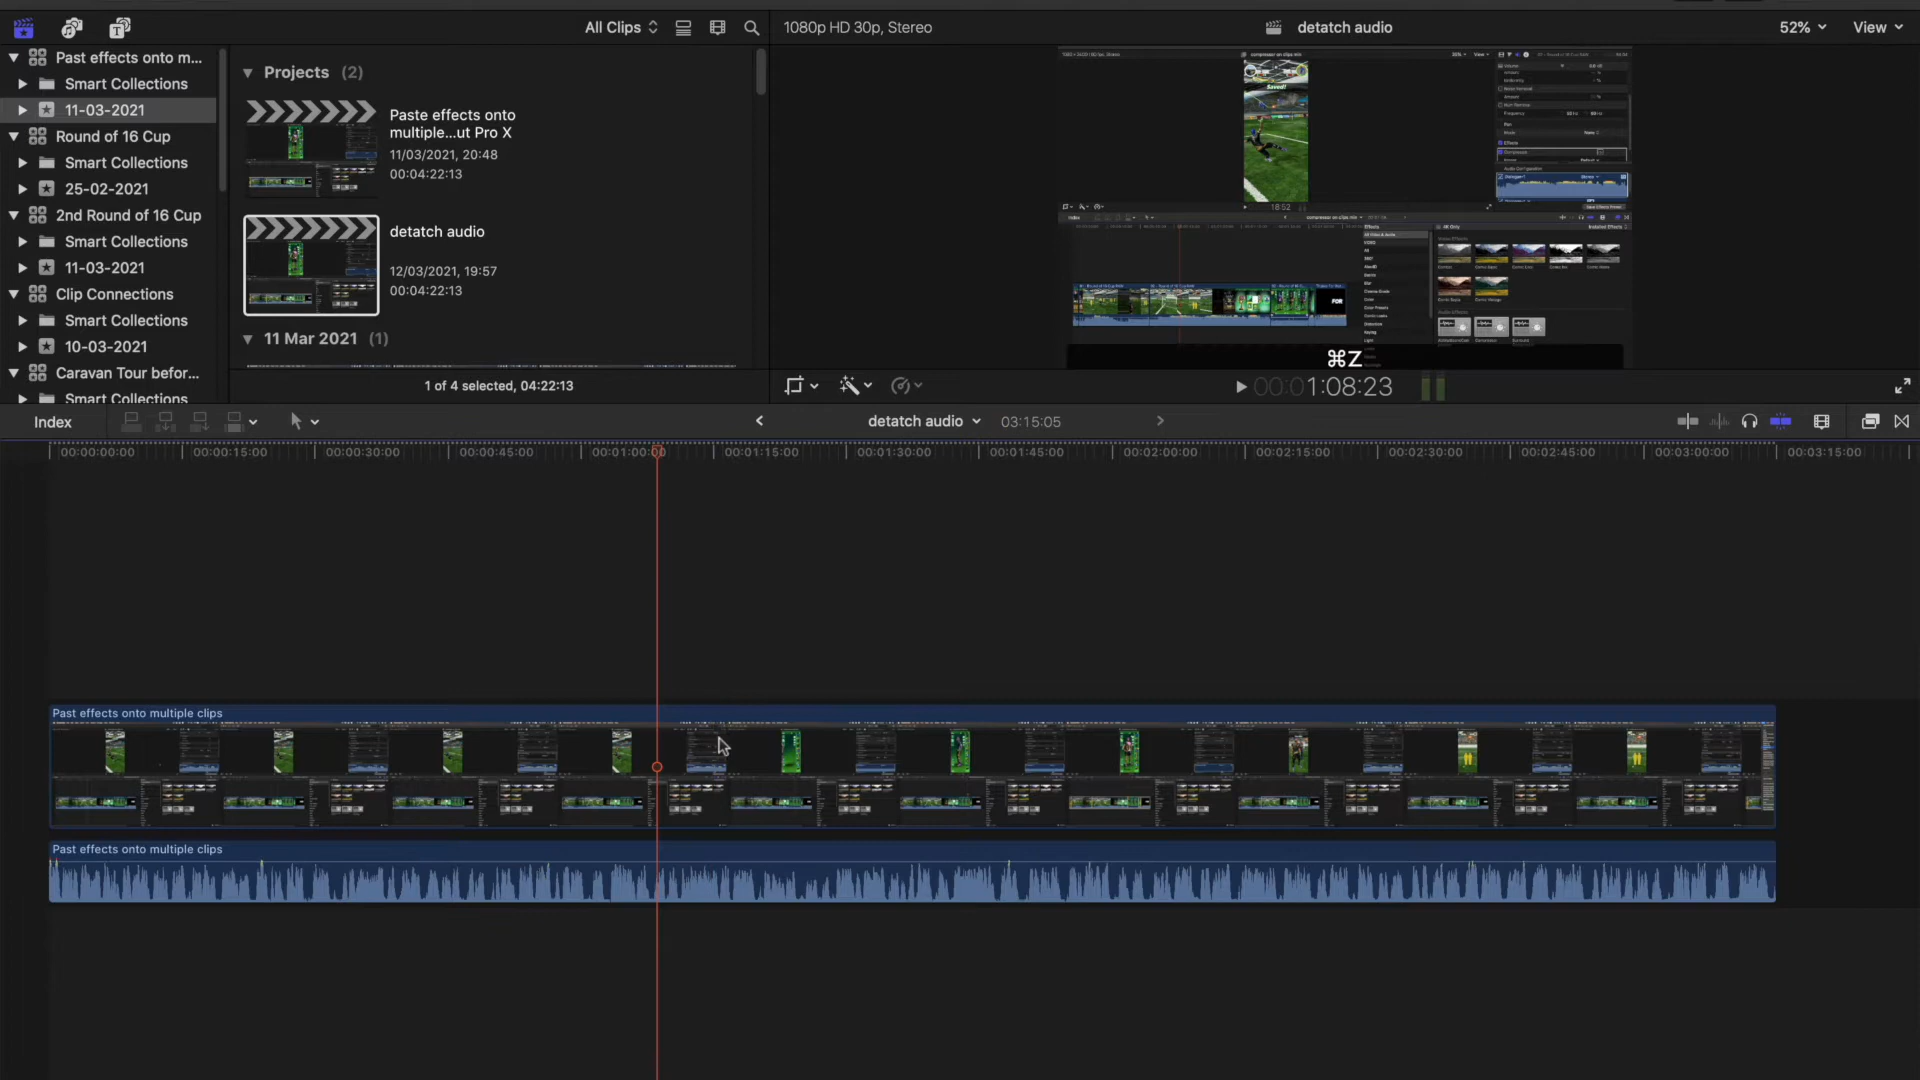 All Clips
1080p HD 30p, Stereo
detatch audio
52%
View
Past effects onto m...
Smart Collections
11-03-2021
Round of 16 Cup
Smart Collections
25-02-2021
2nd Round of 16 Cup
Smart Collections
11-03-2021
Clip Connections
Smart Collections
10-03-2021
Caravan Tour befor...
Smart Collections
Projects (2)
Paste effects onto
multiple...ut Pro X
11/03/2021, 20:48
00:04:22:13
detatch audio
12/03/2021, 19:57
00:04:22:13
11 Mar 2021 (1)
1 of 4 selected, 04:22:13
Saved!
18:52
FOR
⌘Z
00:01:08:23
Index
detatch audio
03:15:05
00:00:00:00
00:00:15:00
00:00:30:00
00:00:45:00
00:01:00:00
00:01:15:00
00:01:30:00
00:01:45:00
00:02:00:00
00:02:15:00
00:02:30:00
00:02:45:00
00:03:00:00
00:03:15:00
Past effects onto multiple clips
Past effects onto multiple clips